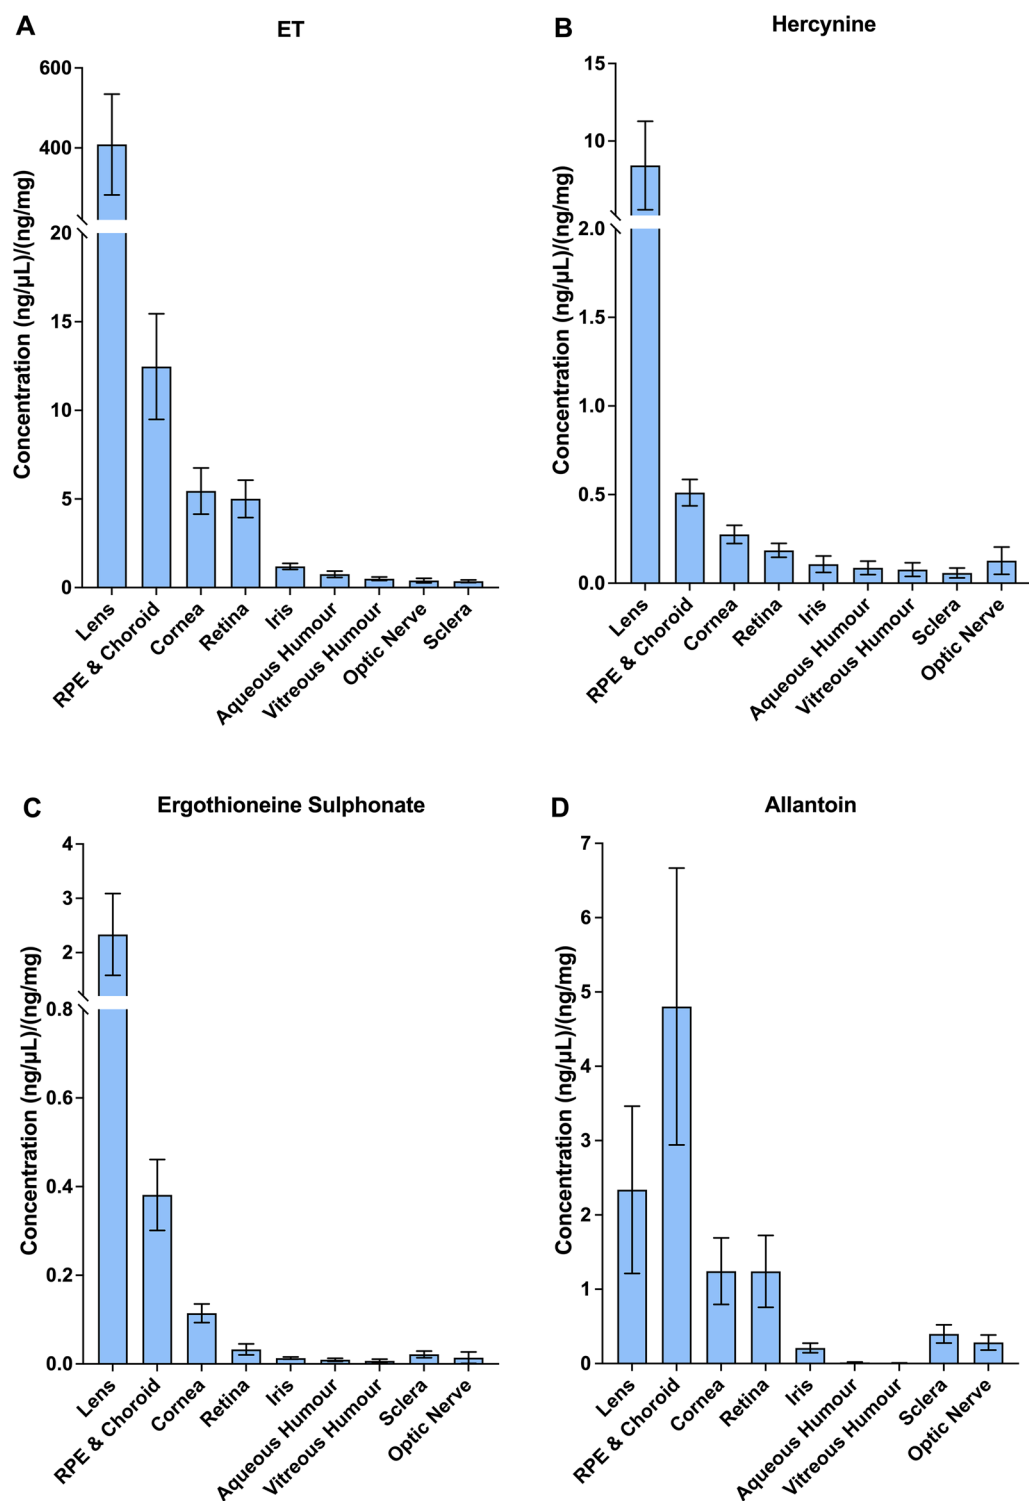 A
ET
Concentration (ng/µL)/(ng/mg)
600
400
20
15
10
5
0
Lens
RPE & Choroid
Cornea
Retina
Iris
Aqueous Humour
Vitreous Humour
Optic Nerve
Sclera
B
Hercynine
Concentration (ng/µL)/(ng/mg)
15
10
2.0
1.5
1.0
0.5
0.0
Lens
RPE & Choroid
Cornea
Retina
Iris
Aqueous Humour
Vitreous Humour
Sclera
Optic Nerve
C
Ergothioneine Sulphonate
Concentration (ng/µL)/(ng/mg)
4
3
2
0.8
0.6
0.4
0.2
0.0
Lens
RPE & Choroid
Cornea
Retina
Iris
Aqueous Humour
Vitreous Humour
Sclera
Optic Nerve
D
Allantoin
Concentration (ng/µL)/(ng/mg)
7
6
5
4
3
2
1
0
Lens
RPE & Choroid
Cornea
Retina
Iris
Aqueous Humour
Vitreous Humour
Sclera
Optic Nerve